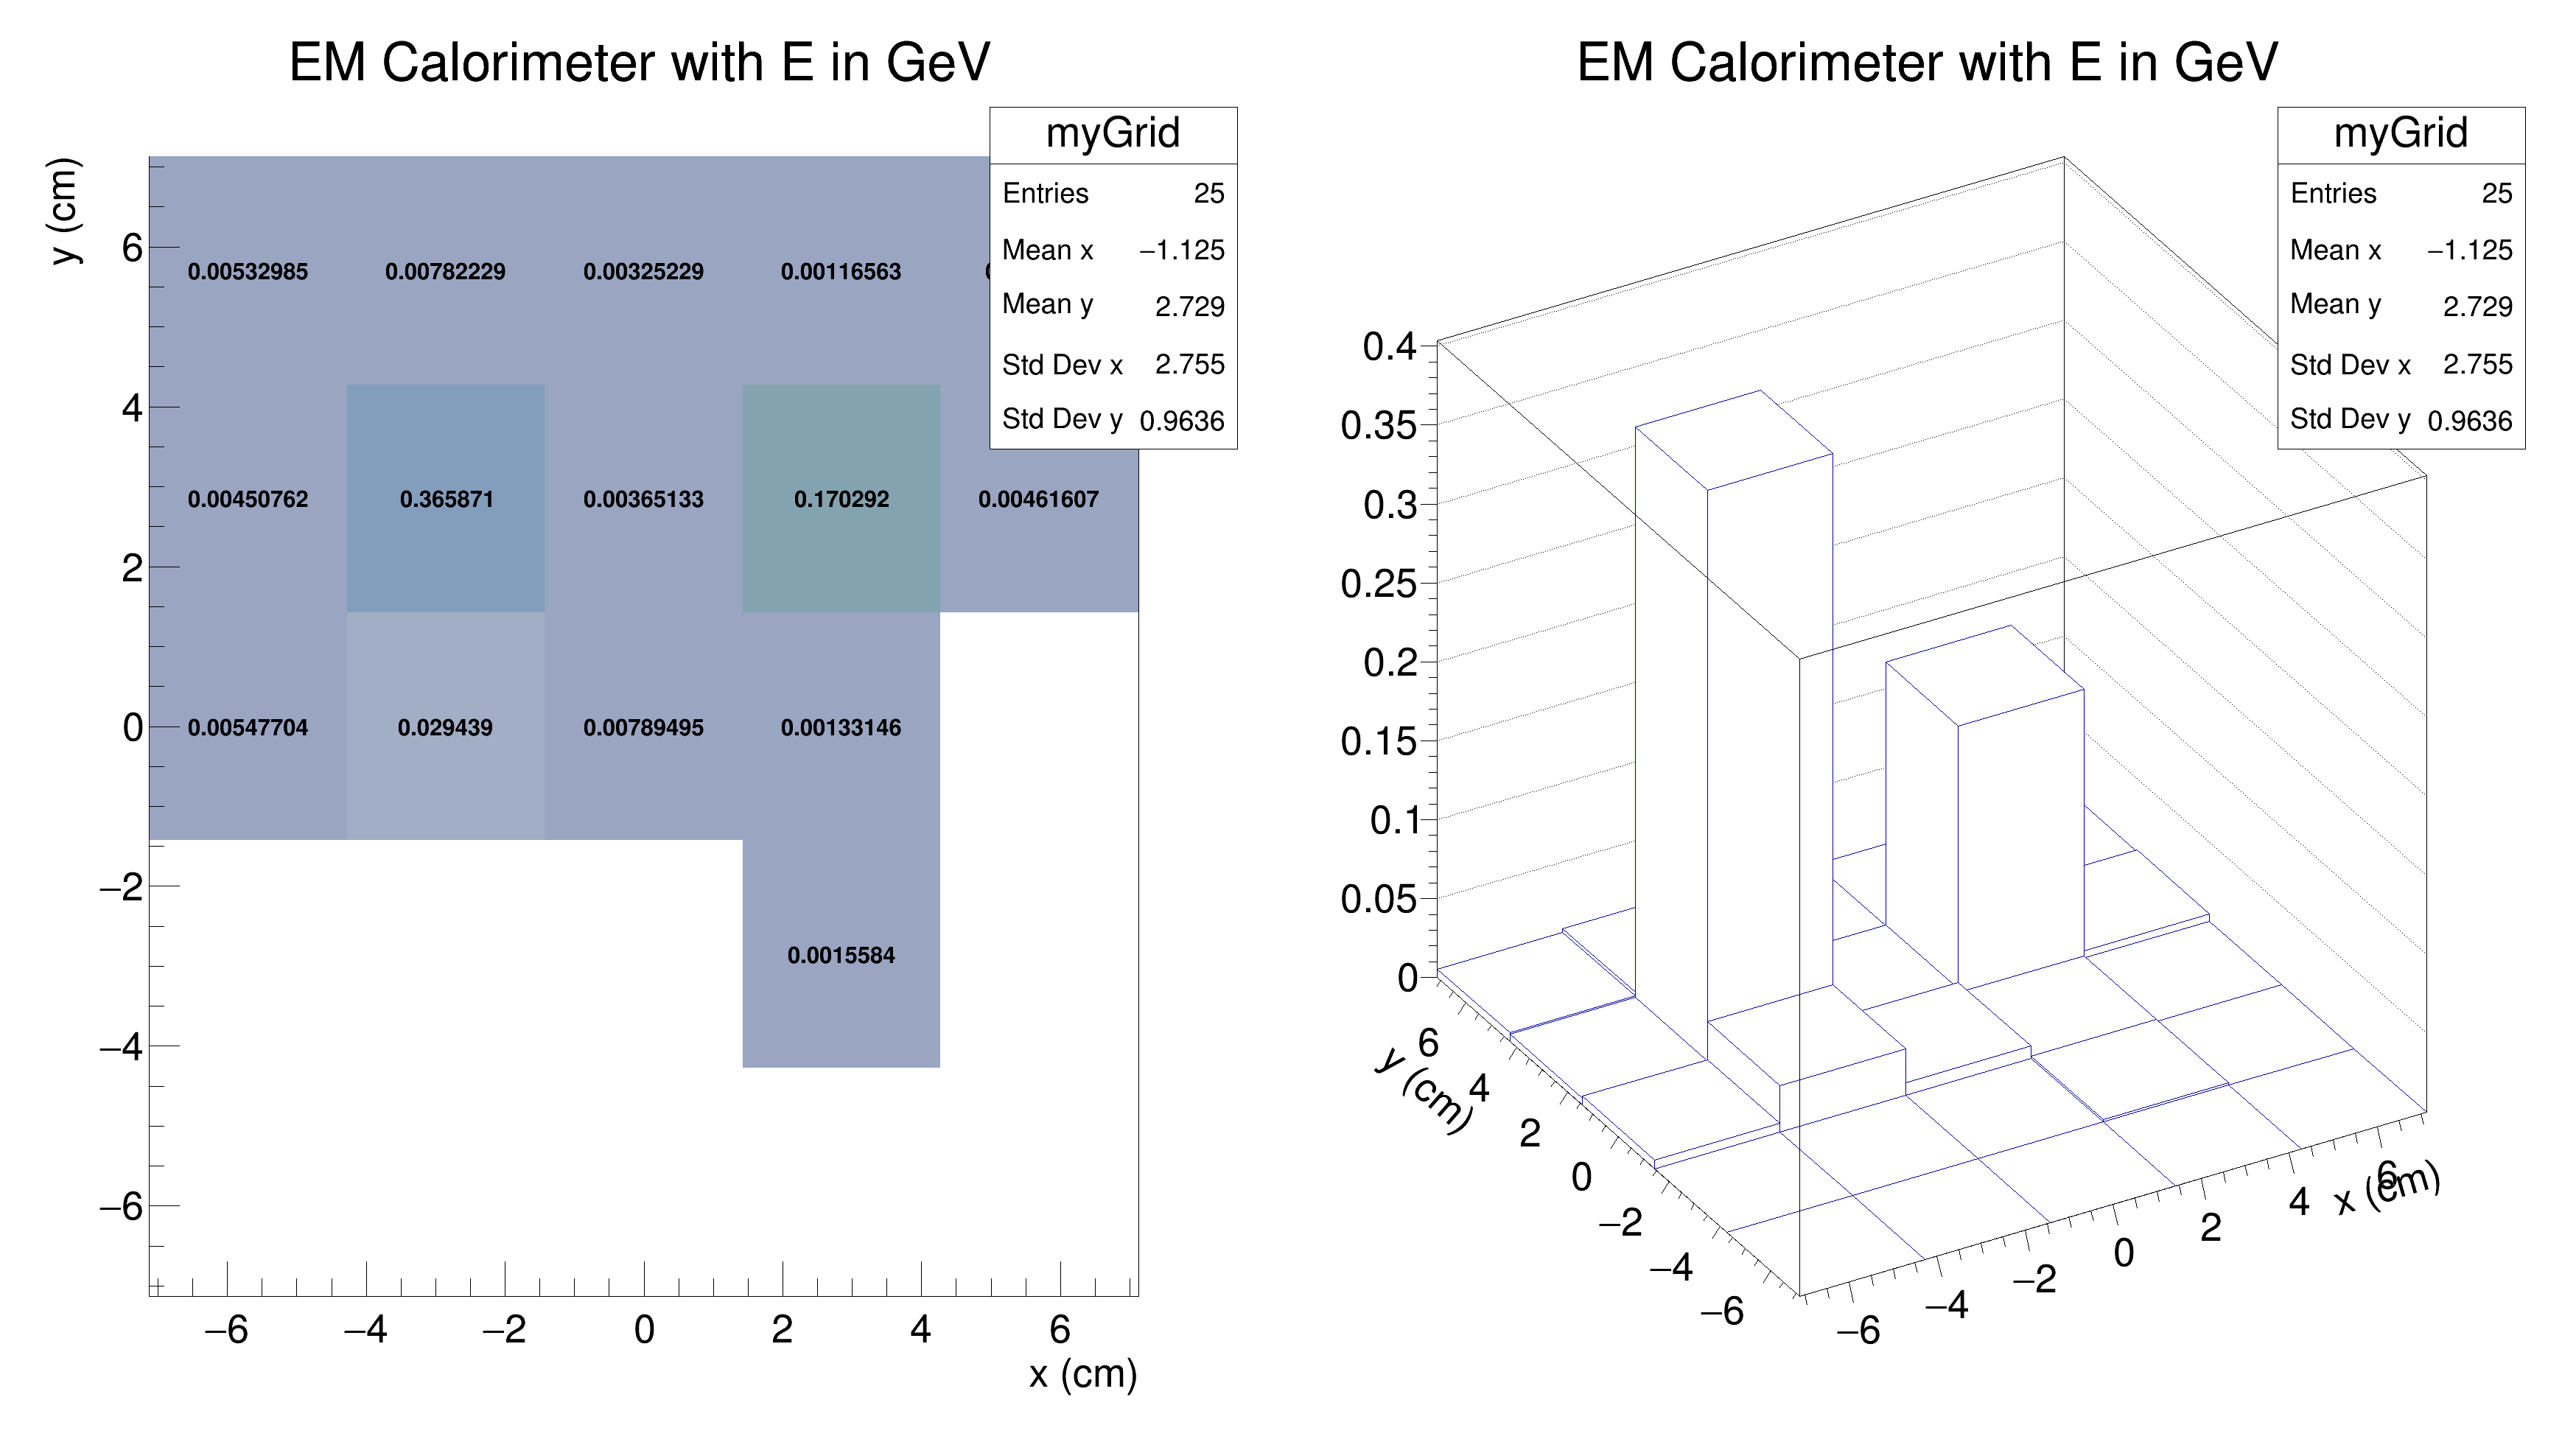 EM Calorimeter with E in GeV
myGrid
Entries 25
Mean x −1.125
Mean y 2.729
Std Dev x 2.755
Std Dev y 0.9636
y (cm)
6
4
2
0
−2
−4
−6
0.00532985 0.00782229 0.00325229 0.00116563
0.00450762 0.365871 0.00365133 0.170292 0.00461607
0.00547704 0.029439 0.00789495 0.00133146
0.0015584
−6 −4 −2 0 2 4 6
x (cm)
EM Calorimeter with E in GeV
myGrid
Entries 25
Mean x −1.125
Mean y 2.729
Std Dev x 2.755
Std Dev y 0.9636
0.4
0.35
0.3
0.25
0.2
0.15
0.1
0.05
0
y (cm)
6
4
2
0
−2
−4
−6
−6 −4 −2 0 2 4 6
x (cm)